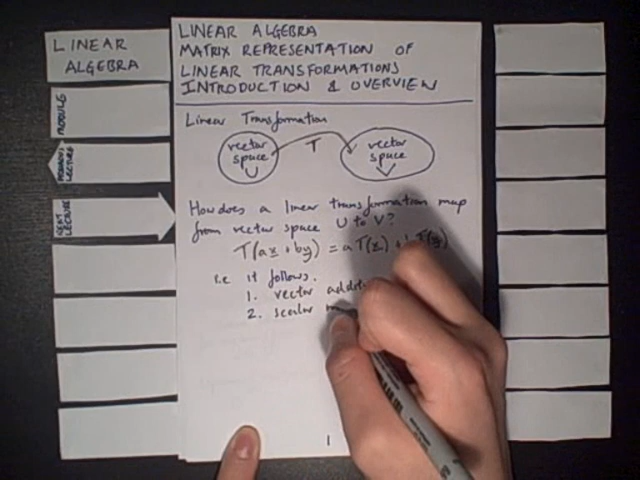 LINEAR
ALGEBRA
MODULE
LECTURE
NEXT
LECTURE
LINEAR ALGEBRA
MATRIX REPRESENTATION OF
LINEAR TRANSFORMATIONS
INTRODUCTION & OVERVIEW
Linear Transformation
vector
space
U
T
vector
space
V
How does a linear transformation map
from vector space U to V?
T(ax + by) = a T(x) + b T(y)
i.e it follows.
1. vector addit
2. scalar m
1